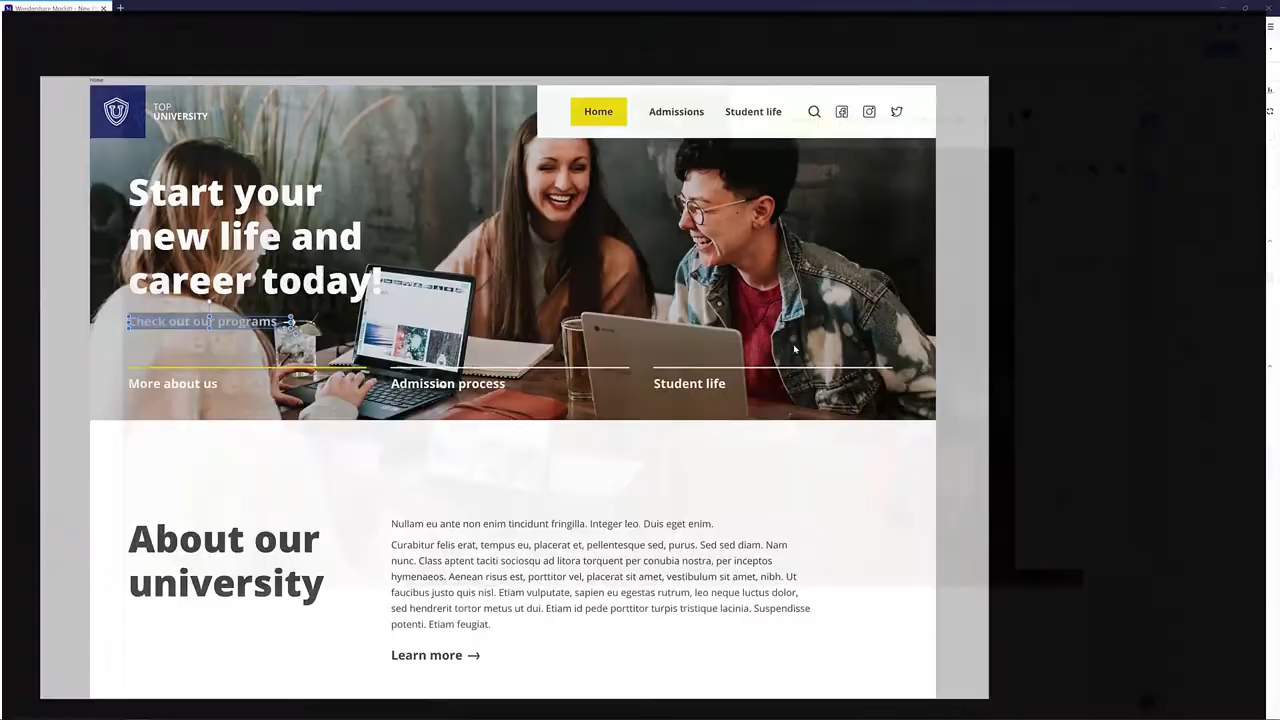 Wondershare Mockitt - New
Home
TOP
UNIVERSITY
Home Admissions Student life
Start your
new life and
career today!
Check out our programs
More about us Admission process Student life
About our
university
Nullam eu ante non enim tincidunt fringilla. Integer leo. Duis eget enim.
Curabitur felis erat, tempus eu, placerat et, pellentesque sed, purus. Sed sed diam. Nam
nunc. Class aptent taciti sociosqu ad litora torquent per conubia nostra, per inceptos
hymenaeos. Aenean risus est, porttitor vel, placerat sit amet, vestibulum sit amet, nibh. Ut
faucibus justo quis nisl. Etiam vulputate, sapien eu egestas rutrum, leo neque luctus dolor,
sed hendrerit tortor metus ut dui. Etiam id pede porttitor turpis tristique lacinia. Suspendisse
potenti. Etiam feugiat.
Learn more →